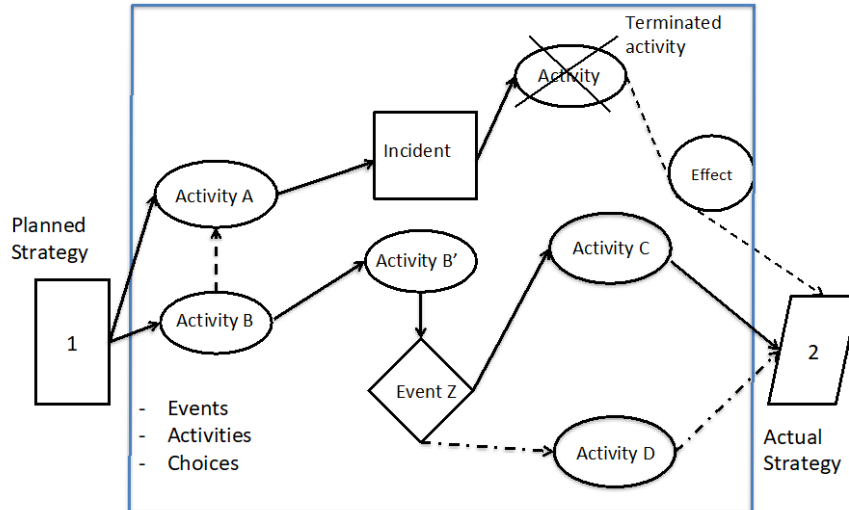 Terminated
activity
Activity
Incident
Effect
Activity A
Planned
Strategy
Activity B'
Activity C
1
Activity B
2
Event Z
- Events
- Activities
- Choices
Activity D
Actual
Strategy